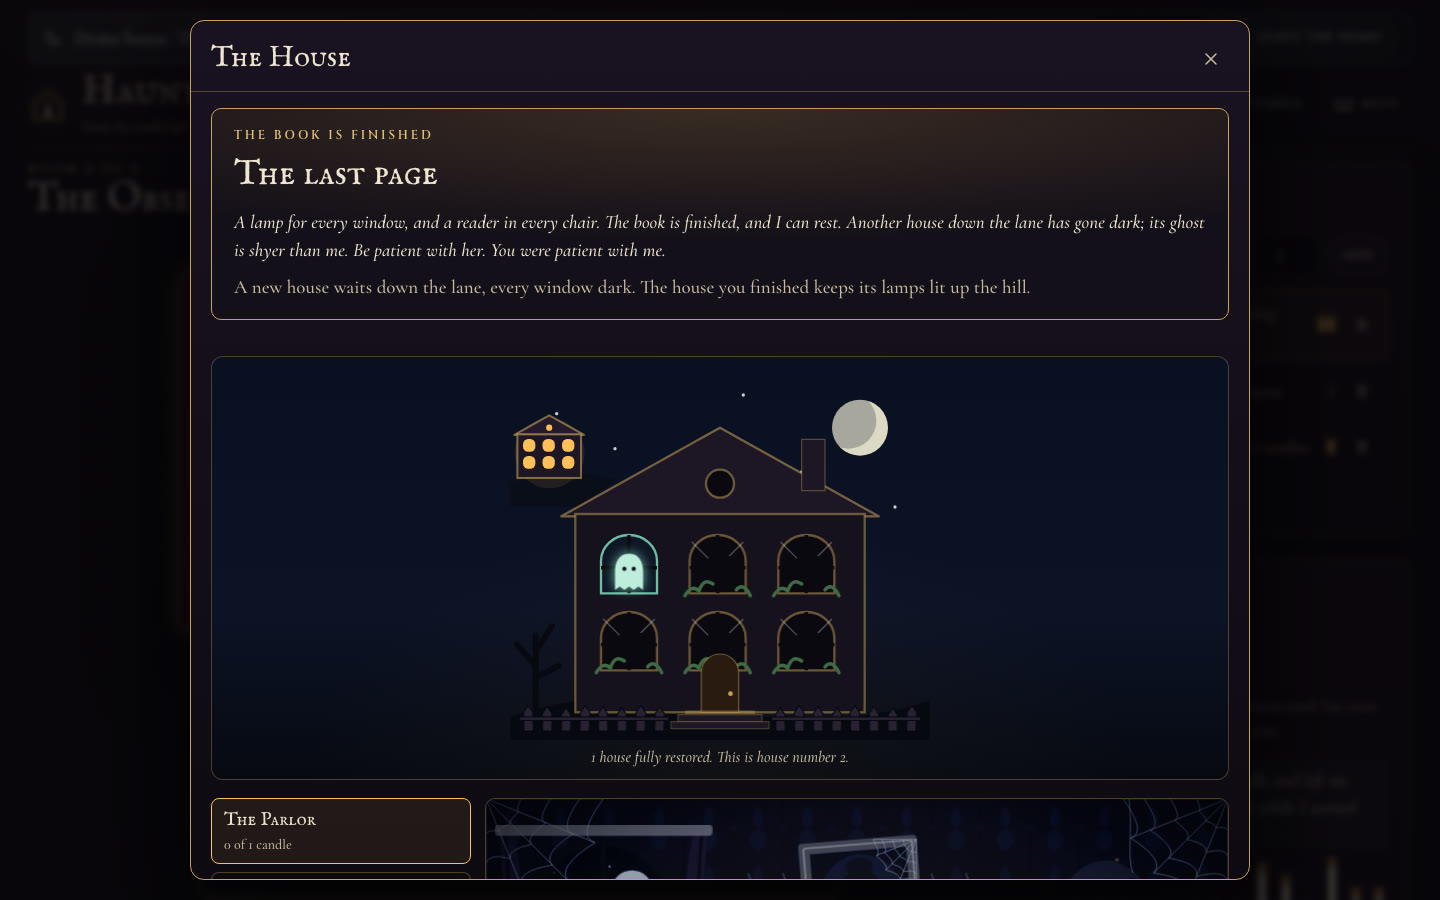 The House
THE BOOK IS FINISHED
The last page
A lamp for every window, and a reader in every chair. The book is finished, and I can rest. Another house down the lane has gone dark; its ghost
is shyer than me. Be patient with her. You were patient with me.
A new house waits down the lane, every window dark. The house you finished keeps its lamps lit up the hill.
1 house fully restored. This is house number 2.
The Parlor
0 of 1 candle